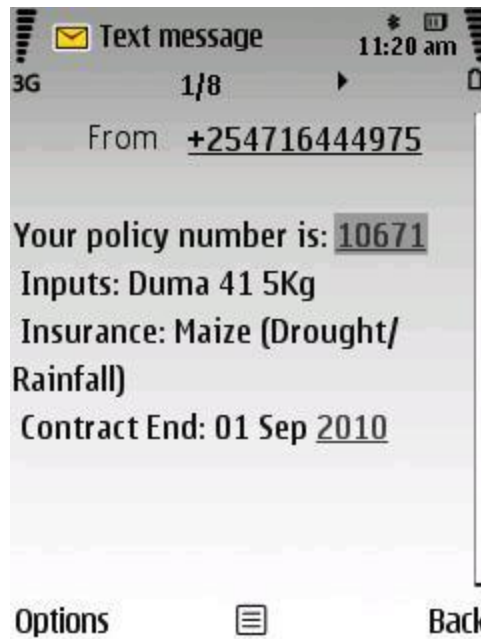 Text message
11:20 am
3G
1/8
From +254716444975
Your policy number is: 10671
Inputs: Duma 41 5Kg
Insurance: Maize (Drought/
Rainfall)
Contract End: 01 Sep 2010
Options
Back